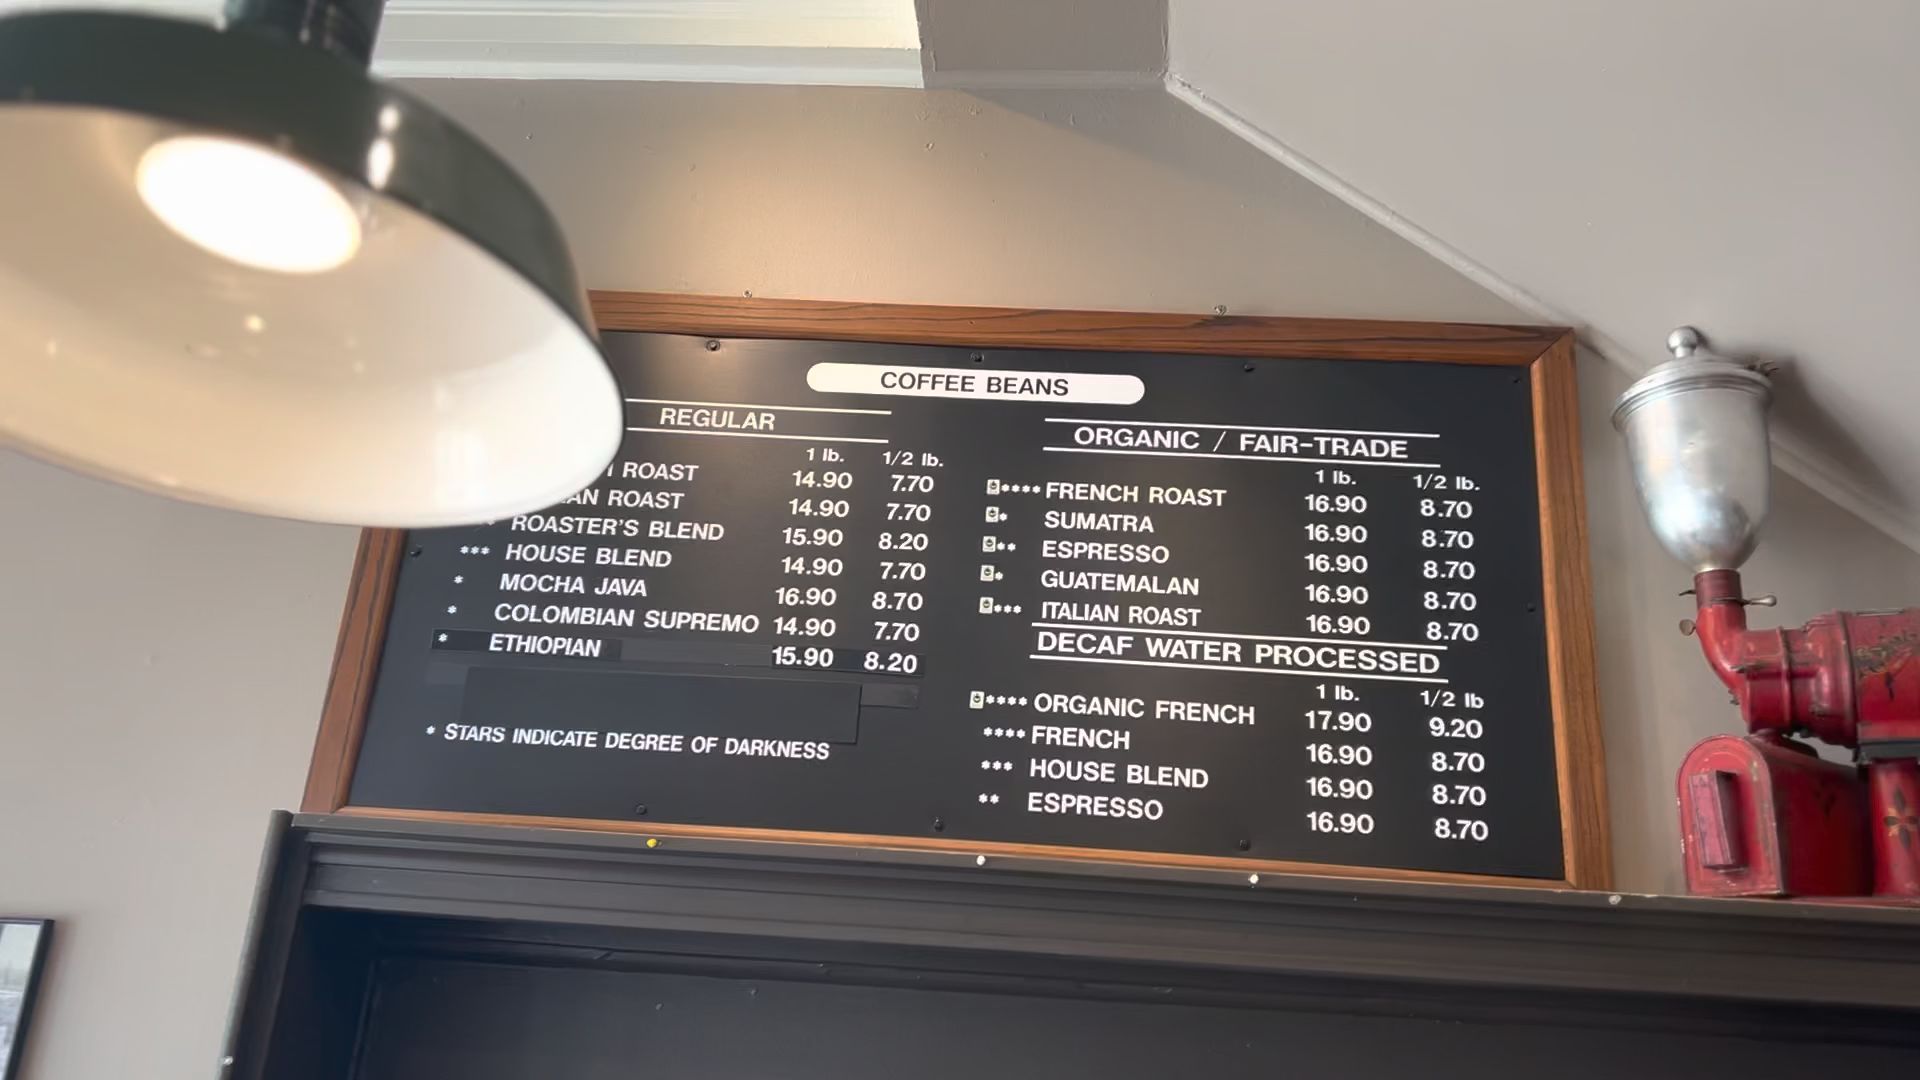 COFFEE BEANS
REGULAR
1 lb. 1/2 lb.
ROAST 14.90 7.70
ROAST 14.90 7.70
ROASTER'S BLEND 15.90 8.20
*** HOUSE BLEND 14.90 7.70
* MOCHA JAVA 16.90 8.70
* COLOMBIAN SUPREMO 14.90 7.70
* ETHIOPIAN 15.90 8.20
* STARS INDICATE DEGREE OF DARKNESS
ORGANIC / FAIR-TRADE
1 lb. 1/2 lb.
**** FRENCH ROAST 16.90 8.70
* SUMATRA 16.90 8.70
** ESPRESSO 16.90 8.70
* GUATEMALAN 16.90 8.70
*** ITALIAN ROAST 16.90 8.70
DECAF WATER PROCESSED
1 lb. 1/2 lb
**** ORGANIC FRENCH 17.90 9.20
**** FRENCH 16.90 8.70
*** HOUSE BLEND 16.90 8.70
** ESPRESSO 16.90 8.70